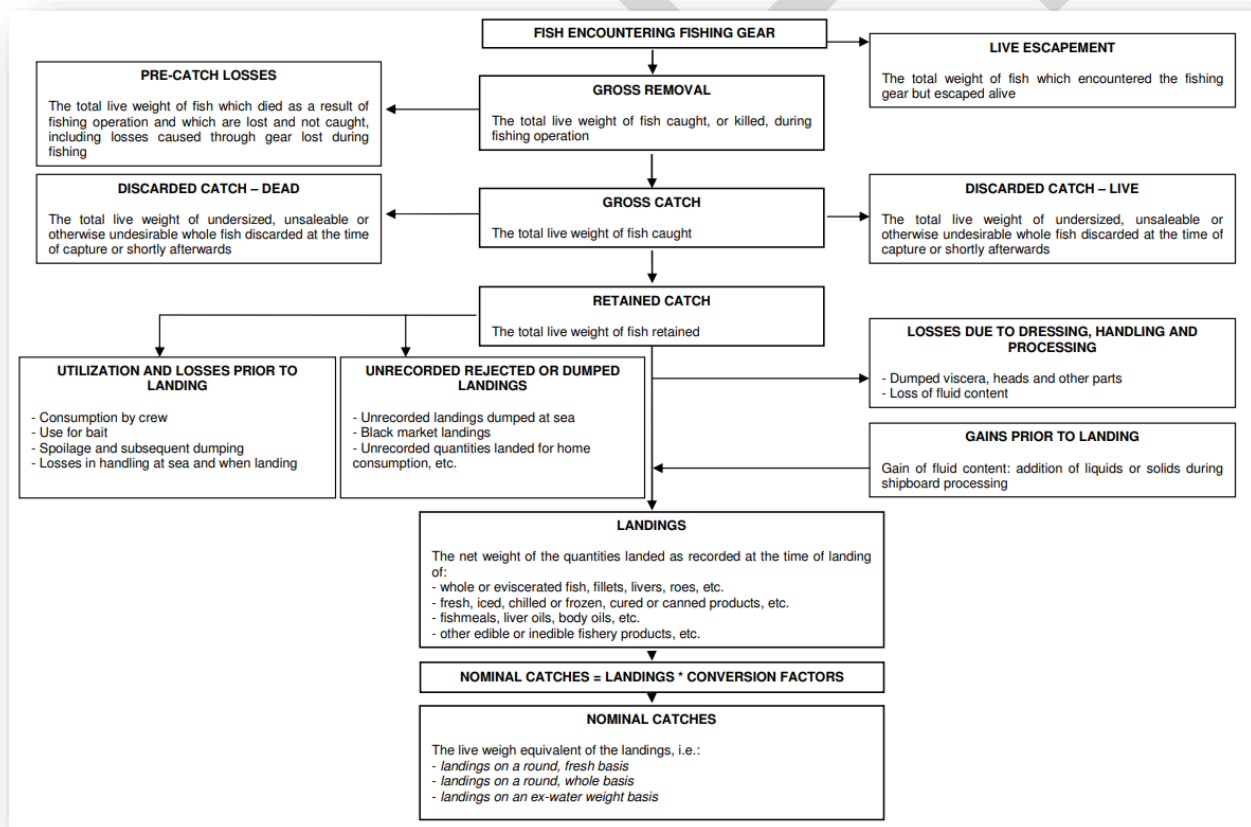 FISH ENCOUNTERING FISHING GEAR
LIVE ESCAPEMENT
The total weight of fish which encountered the fishing
gear but escaped alive
PRE-CATCH LOSSES
The total live weight of fish which died as a result of
fishing operation and which are lost and not caught,
including losses caused through gear lost during
fishing
GROSS REMOVAL
The total live weight of fish caught, or killed, during
fishing operation
DISCARDED CATCH – DEAD
The total live weight of undersized, unsaleable or
otherwise undesirable whole fish discarded at the time
of capture or shortly afterwards
GROSS CATCH
The total live weight of fish caught
DISCARDED CATCH – LIVE
The total live weight of undersized, unsaleable or
otherwise undesirable whole fish discarded at the time of
capture or shortly afterwards
RETAINED CATCH
The total live weight of fish retained
UTILIZATION AND LOSSES PRIOR TO
LANDING
- Consumption by crew
- Use for bait
- Spoilage and subsequent dumping
- Losses in handling at sea and when landing
UNRECORDED REJECTED OR DUMPED
LANDINGS
- Unrecorded landings dumped at sea
- Black market landings
- Unrecorded quantities landed for home
consumption, etc.
LOSSES DUE TO DRESSING, HANDLING AND
PROCESSING
- Dumped viscera, heads and other parts
- Loss of fluid content
GAINS PRIOR TO LANDING
Gain of fluid content: addition of liquids or solids during
shipboard processing
LANDINGS
The net weight of the quantities landed as recorded at the time of landing
of:
- whole or eviscerated fish, fillets, livers, roes, etc.
- fresh, iced, chilled or frozen, cured or canned products, etc.
- fishmeals, liver oils, body oils, etc.
- other edible or inedible fishery products, etc.
NOMINAL CATCHES = LANDINGS * CONVERSION FACTORS
NOMINAL CATCHES
The live weigh equivalent of the landings, i.e.:
- landings on a round, fresh basis
- landings on a round, whole basis
- landings on an ex-water weight basis